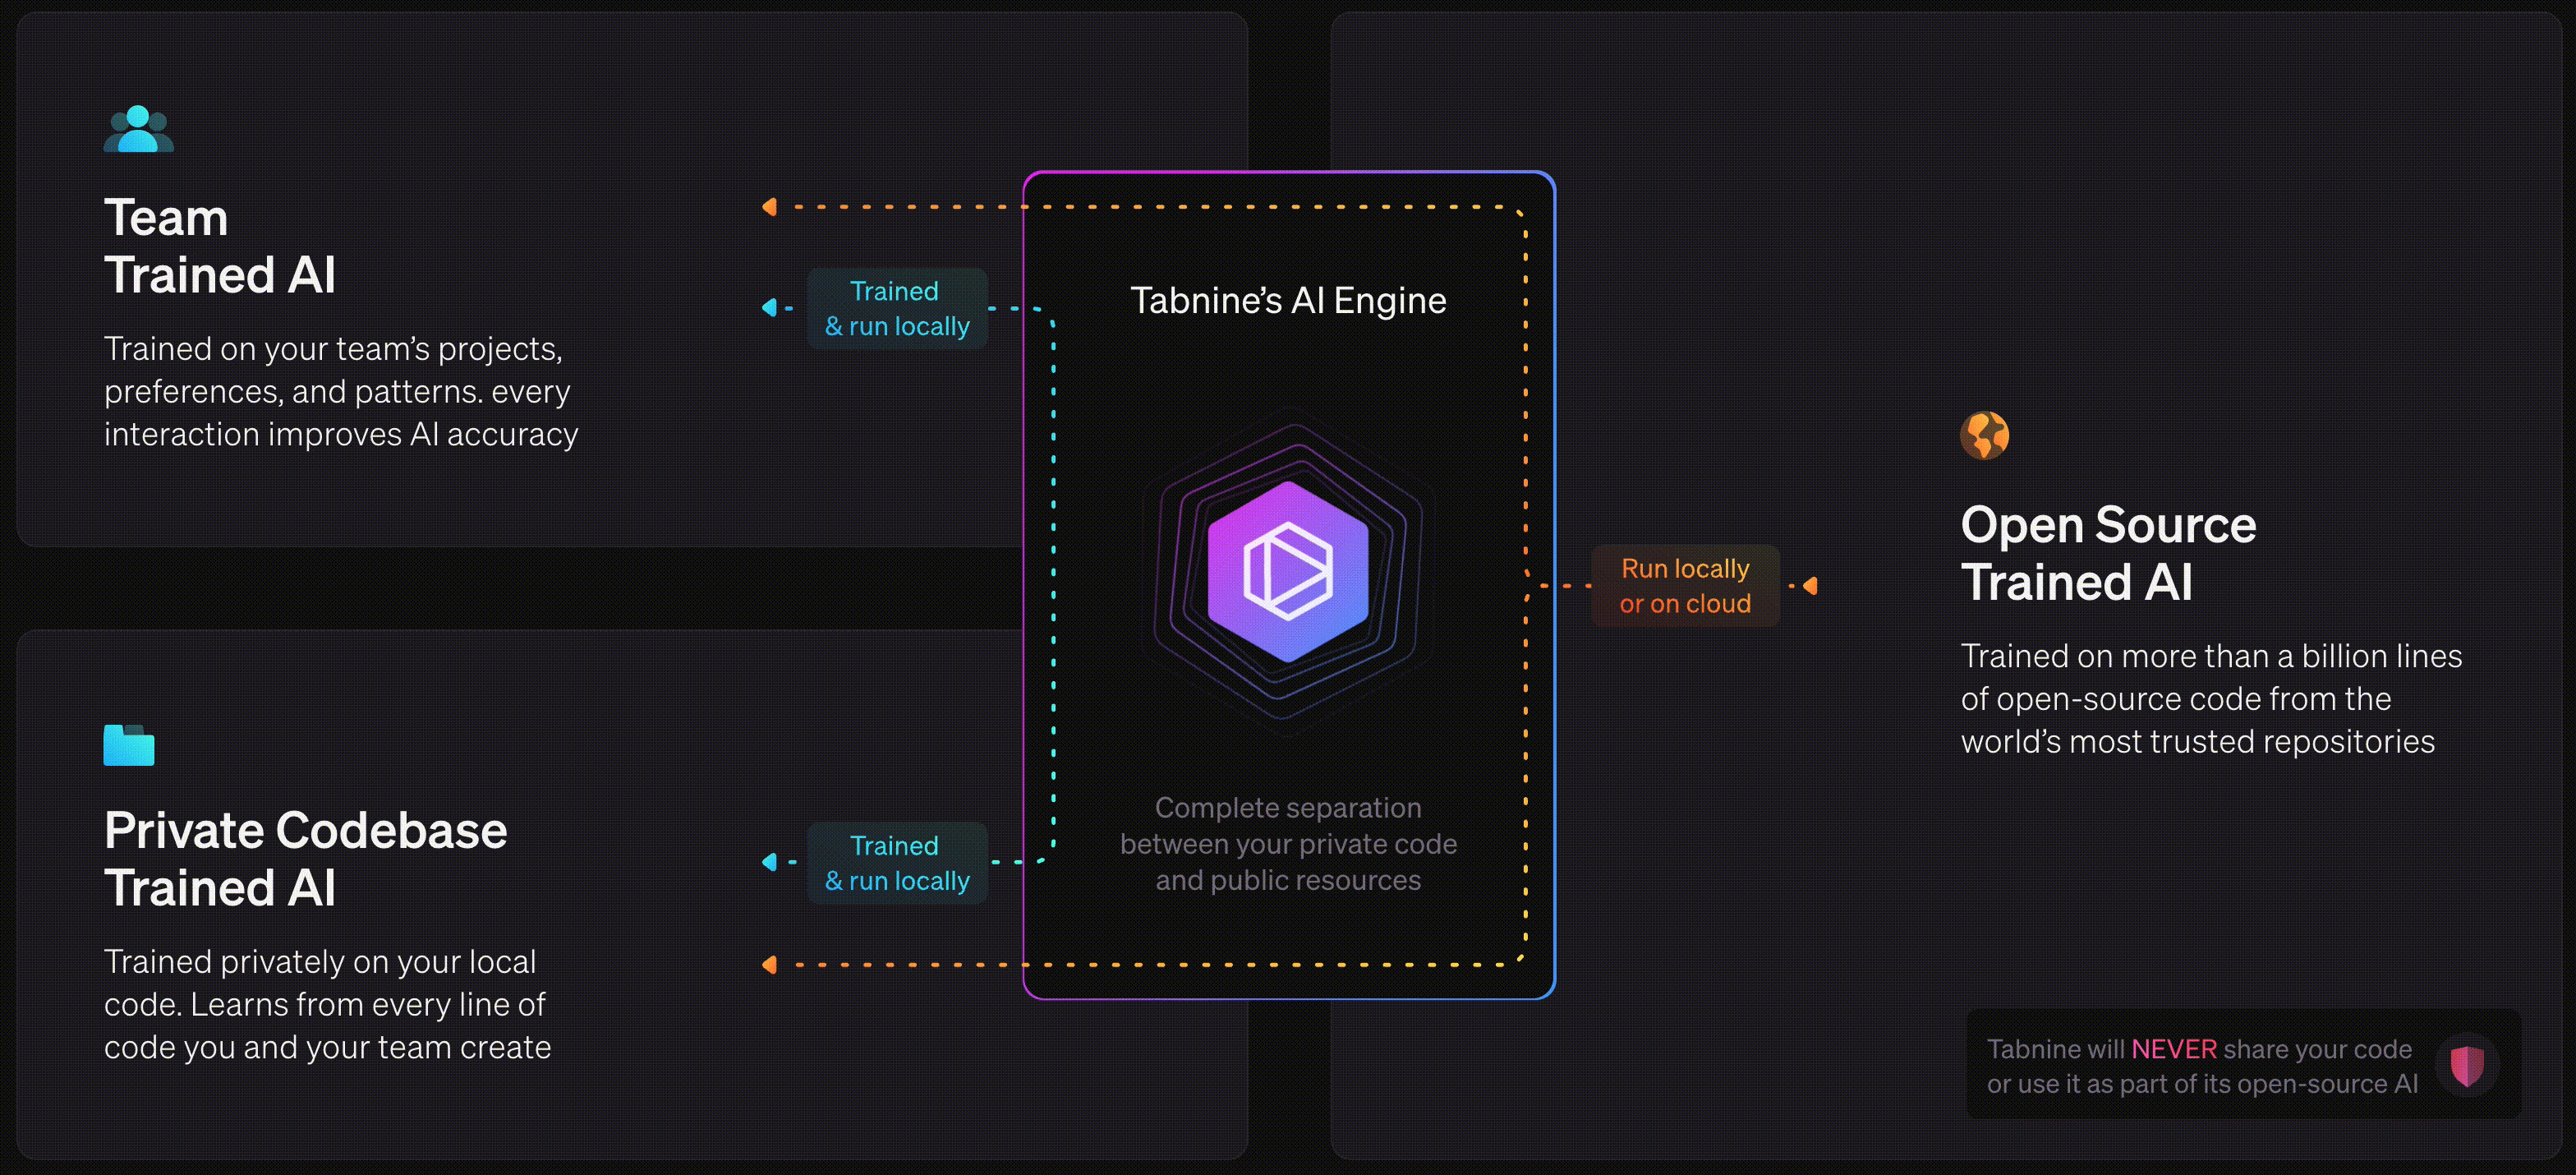 Team
Trained AI
Trained on your team’s projects,
preferences, and patterns. every
interaction improves AI accuracy
Trained
& run locally
Private Codebase
Trained AI
Trained privately on your local
code. Learns from every line of
code you and your team create
Trained
& run locally
Tabnine’s AI Engine
Complete separation
between your private code
and public resources
Run locally
or on cloud
Open Source
Trained AI
Trained on more than a billion lines
of open-source code from the
world’s most trusted repositories
Tabnine will NEVER share your code
or use it as part of its open-source AI